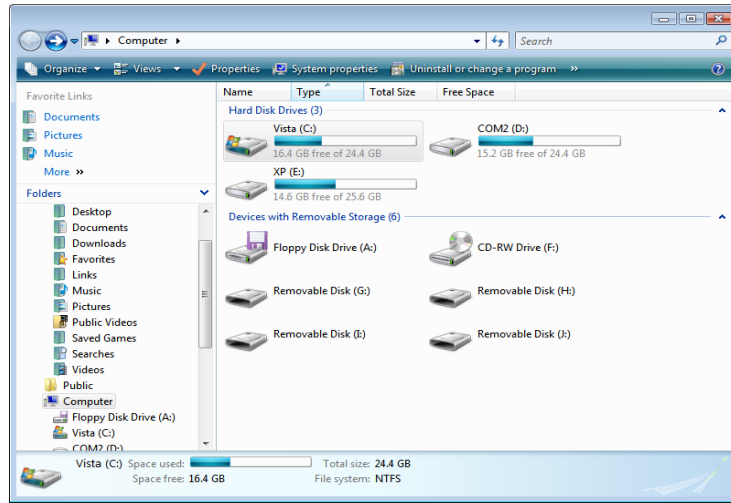 Computer
Search
Organize Views Properties System properties Uninstall or change a program »
Favorite Links
Documents
Pictures
Music
More »
Folders
Desktop
Documents
Downloads
Favorites
Links
Music
Pictures
Public Videos
Saved Games
Searches
Videos
Public
Computer
Floppy Disk Drive (A:)
Vista (C:)
COM2 (D:)
Name Type Total Size Free Space
Hard Disk Drives (3)
Vista (C:)
16.4 GB free of 24.4 GB
COM2 (D:)
15.2 GB free of 24.4 GB
XP (E:)
14.6 GB free of 25.6 GB
Devices with Removable Storage (6)
Floppy Disk Drive (A:)
CD-RW Drive (F:)
Removable Disk (G:)
Removable Disk (H:)
Removable Disk (I:)
Removable Disk (J:)
Vista (C:) Space used: Total size: 24.4 GB
Space free: 16.4 GB File system: NTFS